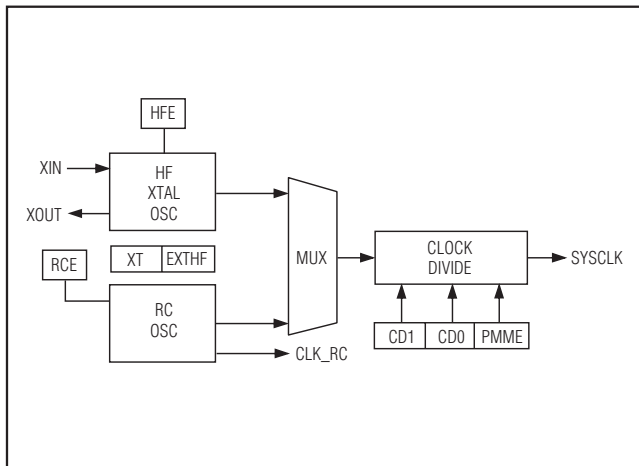 HFE
XIN
HF
XTAL
OSC
XOUT
RCE
XT EXTHF
RC
OSC
CLK_RC
MUX
CLOCK
DIVIDE
SYSCLK
CD1 CD0 PMME